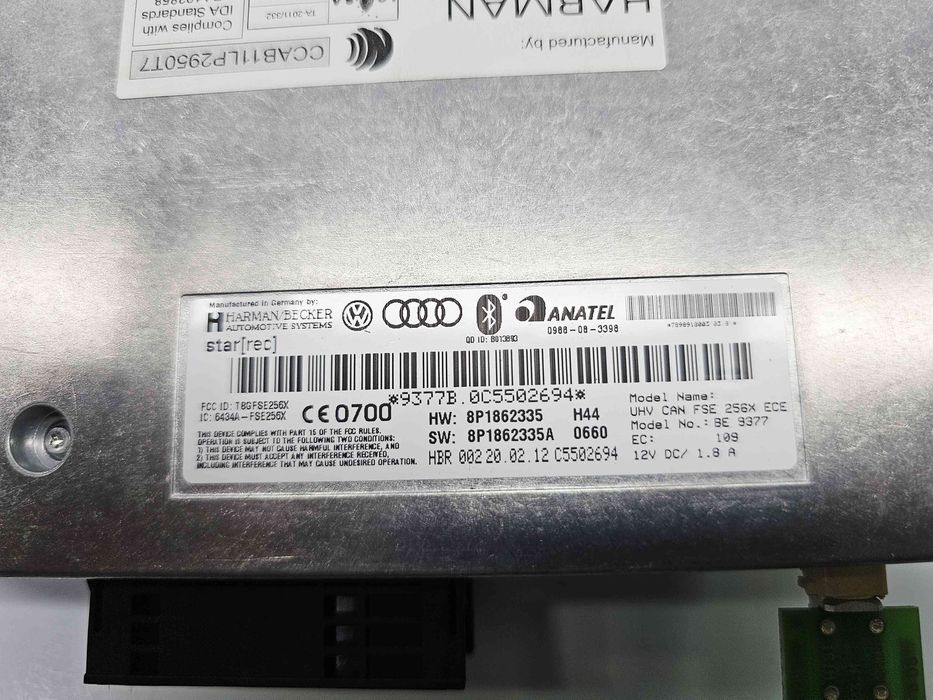 HARMAN
Manufactured by:
TA-2011/332
Complies with
IDA Standards
CCAB11LP2950T7
Manufactured in Germany by:
HARMAN/BECKER
AUTOMOTIVE SYSTEMS
star[rec]
QD ID: B013893
ANATEL
0988-08-3398
*9377B.0C5502694*
FCC ID: T8GFSE256X
IC: 6434A-FSE256X
CE 0700
THIS DEVICE COMPLIES WITH PART 15 OF THE FCC RULES.
OPERATION IS SUBJECT TO THE FOLLOWING TWO CONDITIONS:
1) THIS DEVICE MAY NOT CAUSE HARMFUL INTERFERENCE, AND
2) THIS DEVICE MUST ACCEPT ANY INTERFERENCE RECEIVED,
INCLUDING INTERFERENCE THAT MAY CAUSE UNDESIRED OPERATION.
HW: 8P1862335 H44
SW: 8P1862335A 0660
HBR 002 20.02.12 C5502694
Model Name:
UHV CAN FSE 256X ECE
Model No.: BE 9377
EC: 109
12V DC/ 1.8 A